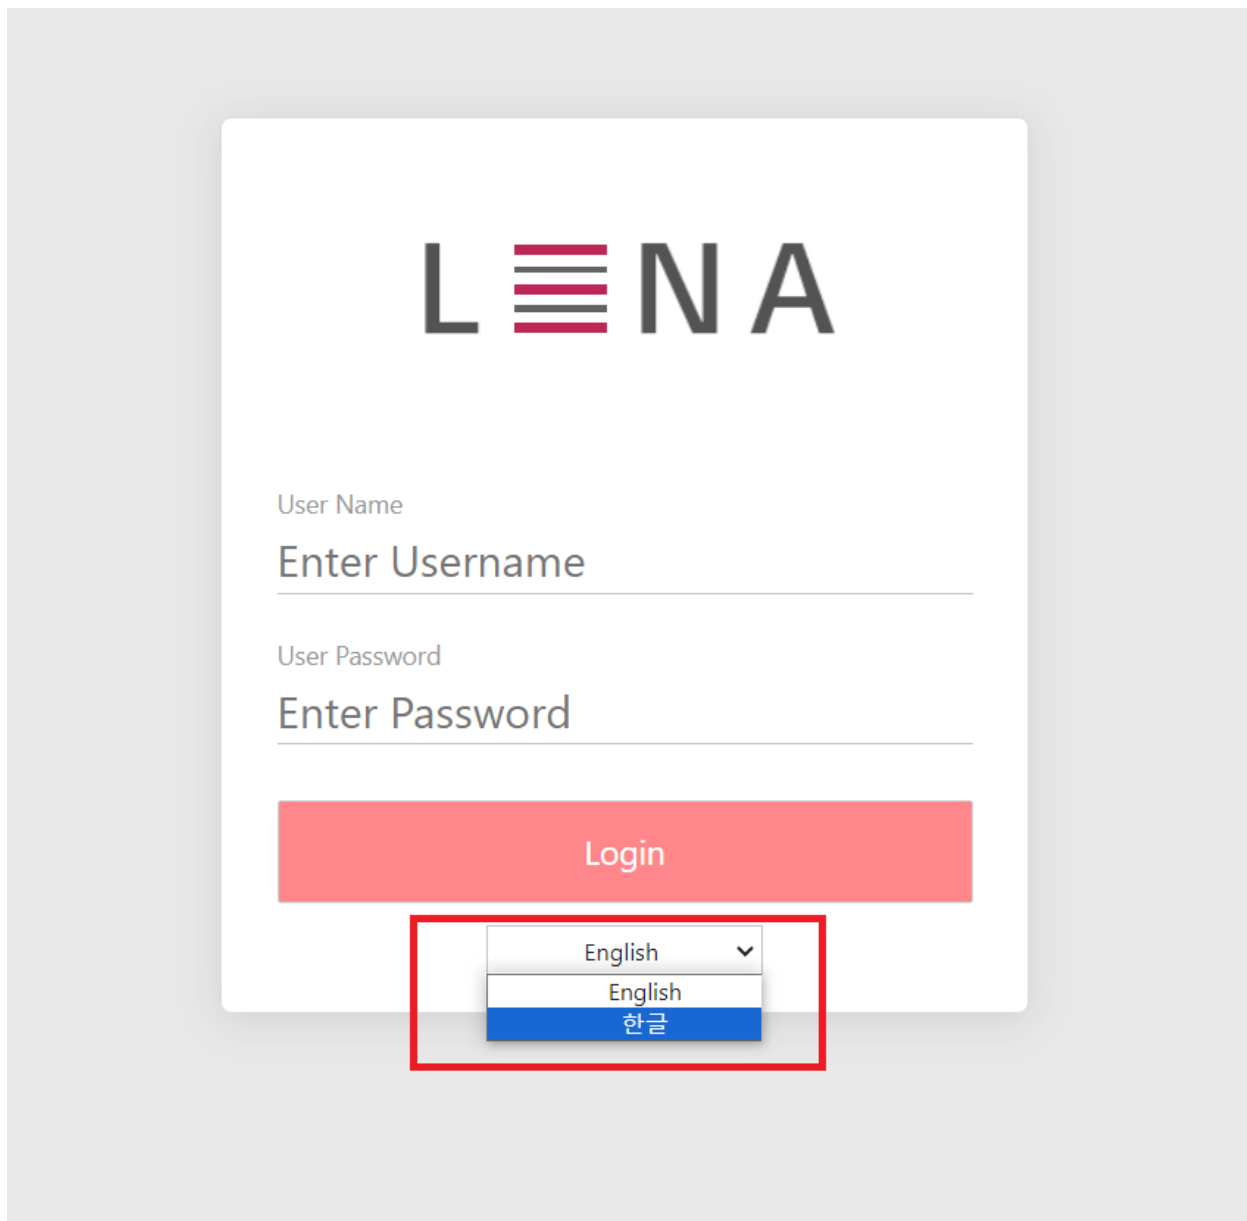 LENA
User Name
Enter Username
User Password
Enter Password
Login
English
English
한글